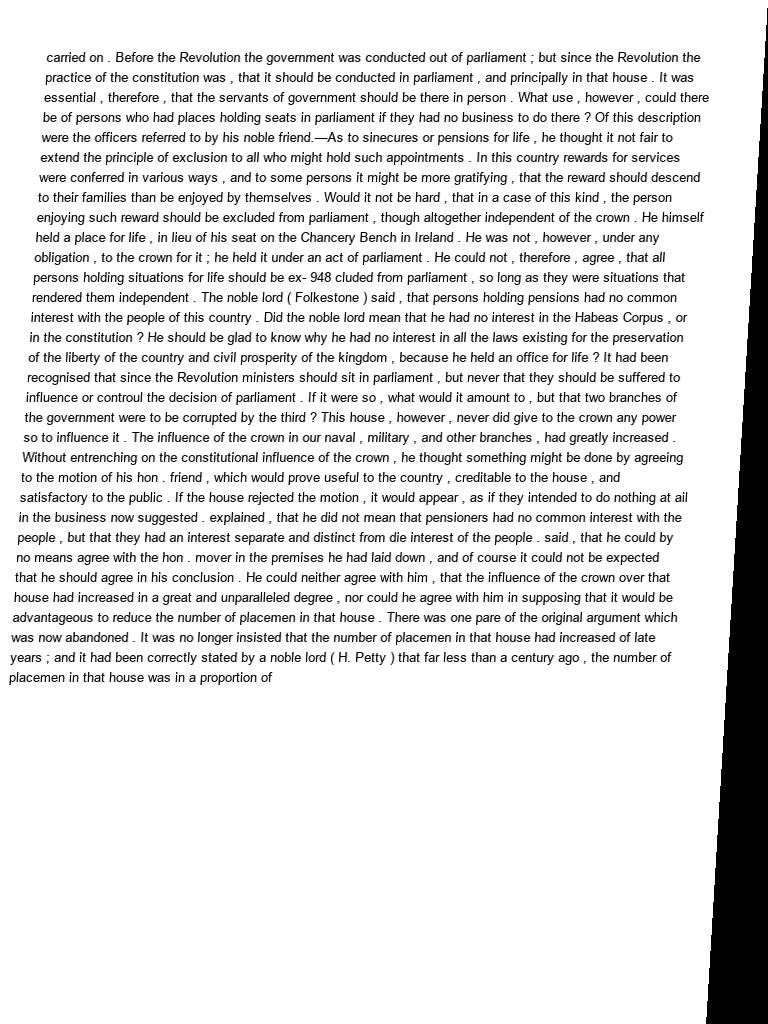 carried on . Before the Revolution the government was conducted out of parliament ; but since the Revolution the
practice of the constitution was , that it should be conducted in parliament , and principally in that house . It was
essential , therefore , that the servants of government should be there in person . What use , however , could there
be of persons who had places holding seats in parliament if they had no business to do there ? Of this description
were the officers referred to by his noble friend.—As to sinecures or pensions for life , he thought it not fair to
extend the principle of exclusion to all who might hold such appointments . In this country rewards for services
were conferred in various ways , and to some persons it might be more gratifying , that the reward should descend
to their families than be enjoyed by themselves . Would it not be hard , that in a case of this kind , the person
enjoying such reward should be excluded from parliament , though altogether independent of the crown . He himself
held a place for life , in lieu of his seat on the Chancery Bench in Ireland . He was not , however , under any
obligation , to the crown for it ; he held it under an act of parliament . He could not , therefore , agree , that all
persons holding situations for life should be ex- 948 cluded from parliament , so long as they were situations that
rendered them independent . The noble lord ( Folkestone ) said , that persons holding pensions had no common
interest with the people of this country . Did the noble lord mean that he had no interest in the Habeas Corpus , or
in the constitution ? He should be glad to know why he had no interest in all the laws existing for the preservation
of the liberty of the country and civil prosperity of the kingdom , because he held an office for life ? It had been
recognised that since the Revolution ministers should sit in parliament , but never that they should be suffered to
influence or controul the decision of parliament . If it were so , what would it amount to , but that two branches of
the government were to be corrupted by the third ? This house , however , never did give to the crown any power
so to influence it . The influence of the crown in our naval , military , and other branches , had greatly increased .
Without entrenching on the constitutional influence of the crown , he thought something might be done by agreeing
to the motion of his hon . friend , which would prove useful to the country , creditable to the house , and
satisfactory to the public . If the house rejected the motion , it would appear , as if they intended to do nothing at ail
in the business now suggested . explained , that he did not mean that pensioners had no common interest with the
people , but that they had an interest separate and distinct from die interest of the people . said , that he could by
no means agree with the hon . mover in the premises he had laid down , and of course it could not be expected
that he should agree in his conclusion . He could neither agree with him , that the influence of the crown over that
house had increased in a great and unparalleled degree , nor could he agree with him in supposing that it would be
advantageous to reduce the number of placemen in that house . There was one pare of the original argument which
was now abandoned . It was no longer insisted that the number of placemen in that house had increased of late
years ; and it had been correctly stated by a noble lord ( H. Petty ) that far less than a century ago , the number of
placemen in that house was in a proportion of